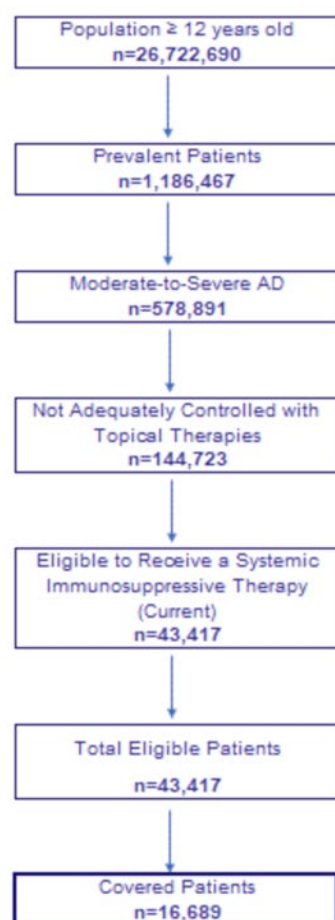 Population ≥ 12 years old
n=26,722,690
Prevalent Patients
n=1,186,467
Moderate-to-Severe AD
n=578,891
Not Adequately Controlled with
Topical Therapies
n=144,723
Eligible to Receive a Systemic
Immunosuppressive Therapy
(Current)
n=43,417
Total Eligible Patients
n=43,417
Covered Patients
n=16,689